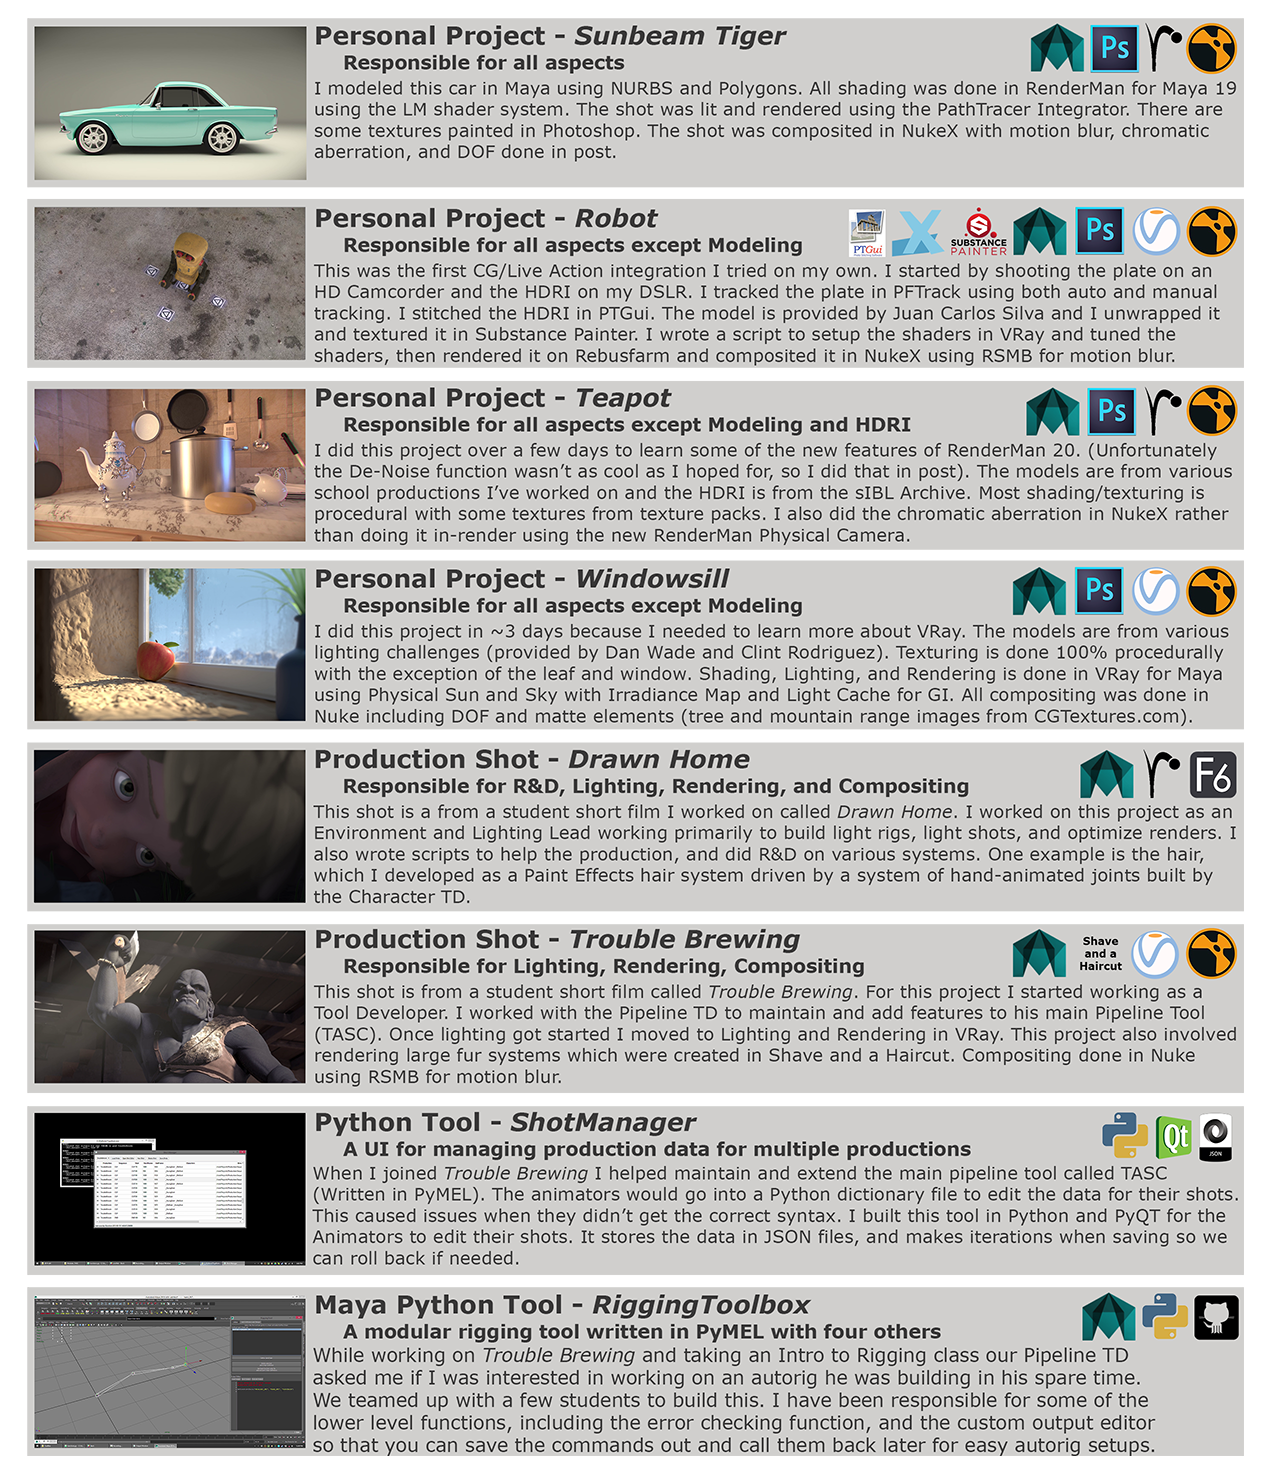 Personal Project - Sunbeam Tiger
Ps
Responsible for all aspects
I modeled this car in Maya using NURBS and Polygons. All shading was done in RenderMan for Maya 19
using the LM shader system. The shot was lit and rendered using the PathTracer Integrator. There are
some textures painted in Photoshop. The shot was composited in NukeX with motion blur, chromatic
aberration, and DOF done in post.
Personal Project - Robot
PTGui
SUBSTANCE
PAINTER
Ps
Responsible for all aspects except Modeling
This was the first CG/Live Action integration I tried on my own. I started by shooting the plate on an
HD Camcorder and the HDRI on my DSLR. I tracked the plate in PFTrack using both auto and manual
tracking. I stitched the HDRI in PTGui. The model is provided by Juan Carlos Silva and I unwrapped it
and textured it in Substance Painter. I wrote a script to setup the shaders in VRay and tuned the
shaders, then rendered it on Rebusfarm and composited it in NukeX using RSMB for motion blur.
Personal Project - Teapot
Ps
Responsible for all aspects except Modeling and HDRI
I did this project over a few days to learn some of the new features of RenderMan 20. (Unfortunately
the De-Noise function wasn’t as cool as I hoped for, so I did that in post). The models are from various
school productions I’ve worked on and the HDRI is from the sIBL Archive. Most shading/texturing is
procedural with some textures from texture packs. I also did the chromatic aberration in NukeX rather
than doing it in-render using the new RenderMan Physical Camera.
Personal Project - Windowsill
Ps
Responsible for all aspects except Modeling
I did this project in ~3 days because I needed to learn more about VRay. The models are from various
lighting challenges (provided by Dan Wade and Clint Rodriguez). Texturing is done 100% procedurally
with the exception of the leaf and window. Shading, Lighting, and Rendering is done in VRay for Maya
using Physical Sun and Sky with Irradiance Map and Light Cache for GI. All compositing was done in
Nuke including DOF and matte elements (tree and mountain range images from CGTextures.com).
Production Shot - Drawn Home
F6
Responsible for R&D, Lighting, Rendering, and Compositing
This shot is a from a student short film I worked on called Drawn Home. I worked on this project as an
Environment and Lighting Lead working primarily to build light rigs, light shots, and optimize renders. I
also wrote scripts to help the production, and did R&D on various systems. One example is the hair,
which I developed as a Paint Effects hair system driven by a system of hand-animated joints built by
the Character TD.
Production Shot - Trouble Brewing
Shave
and a
Haircut
Responsible for Lighting, Rendering, Compositing
This shot is from a student short film called Trouble Brewing. For this project I started working as a
Tool Developer. I worked with the Pipeline TD to maintain and add features to his main Pipeline Tool
(TASC). Once lighting got started I moved to Lighting and Rendering in VRay. This project also involved
rendering large fur systems which were created in Shave and a Haircut. Compositing done in Nuke
using RSMB for motion blur.
Python Tool - ShotManager
Qt
JSON
A UI for managing production data for multiple productions
When I joined Trouble Brewing I helped maintain and extend the main pipeline tool called TASC
(Written in PyMEL). The animators would go into a Python dictionary file to edit the data for their shots.
This caused issues when they didn’t get the correct syntax. I built this tool in Python and PyQT for the
Animators to edit their shots. It stores the data in JSON files, and makes iterations when saving so we
can roll back if needed.
Maya Python Tool - RiggingToolbox
A modular rigging tool written in PyMEL with four others
While working on Trouble Brewing and taking an Intro to Rigging class our Pipeline TD
asked me if I was interested in working on an autorig he was building in his spare time.
We teamed up with a few students to build this. I have been responsible for some of the
lower level functions, including the error checking function, and the custom output editor
so that you can save the commands out and call them back later for easy autorig setups.